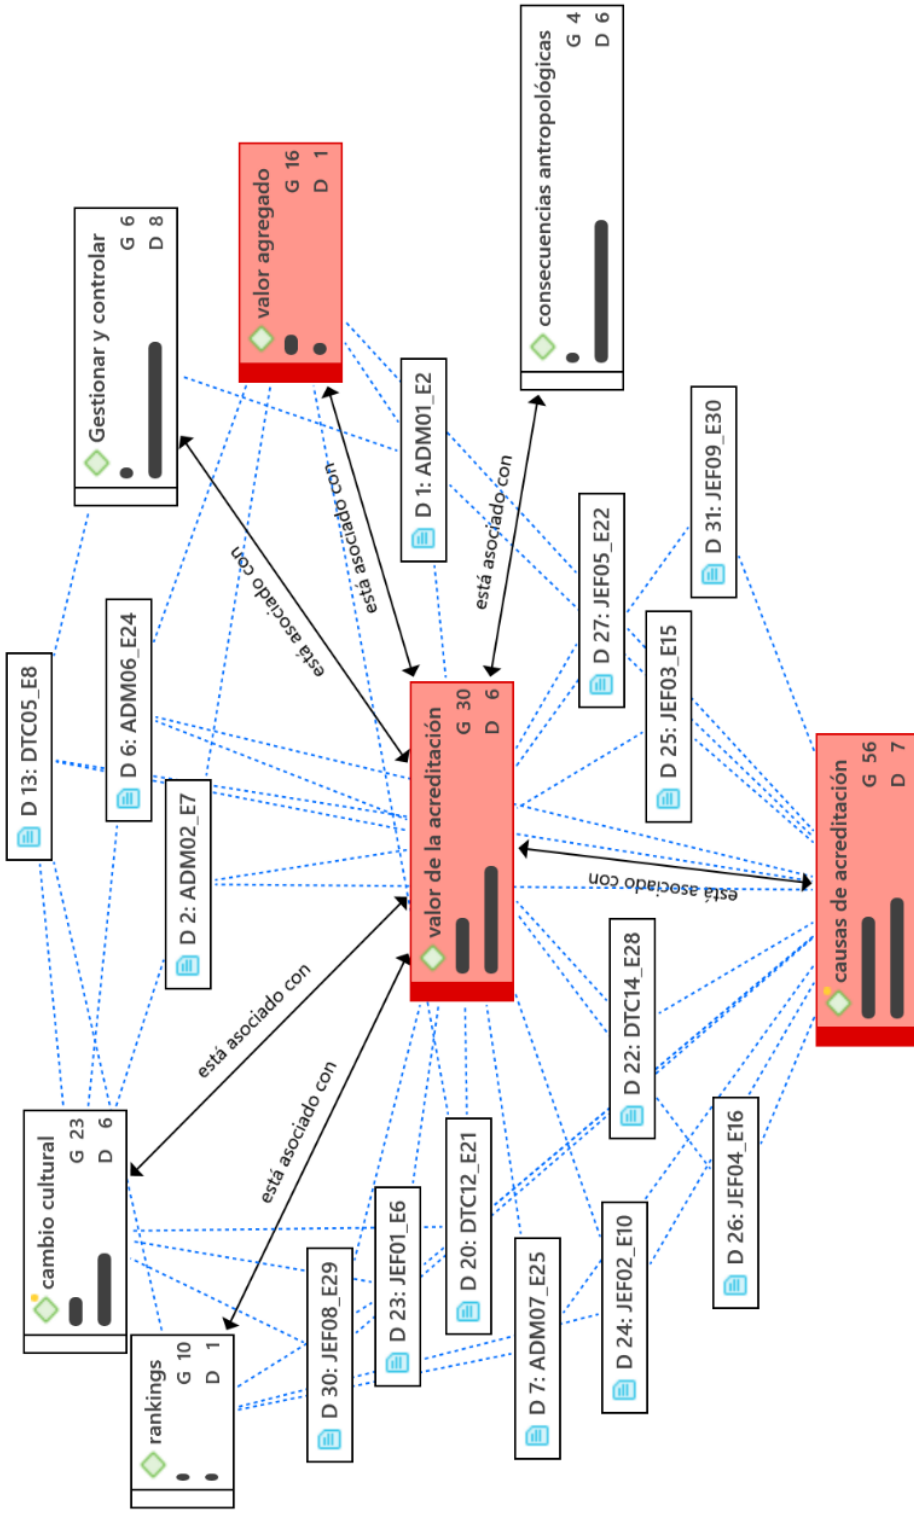 D 13: DTC05_E8
cambio cultural
G 23
D 6
Gestionar y controlar
G 6
D 8
D 6: ADM06_E24
rankings
G 10
D 1
D 2: ADM02_E7
está asociado con
está asociado con
valor agregado
G 16
D 1
está asociado con
D 30: JEF08_E29
está asociado con
D 23: JEF01_E6
D 1: ADM01_E2
valor de la acreditación
G 30
D 6
D 20: DTC12_E21
está asociado con
D 7: ADM07_E25
consecuencias antropológicas
G 4
D 6
D 27: JEF05_E22
D 24: JEF02_E10
D 22: DTC14_E28
está asociado con
D 25: JEF03_E15
D 31: JEF09_E30
D 26: JEF04_E16
causas de acreditación
G 56
D 7